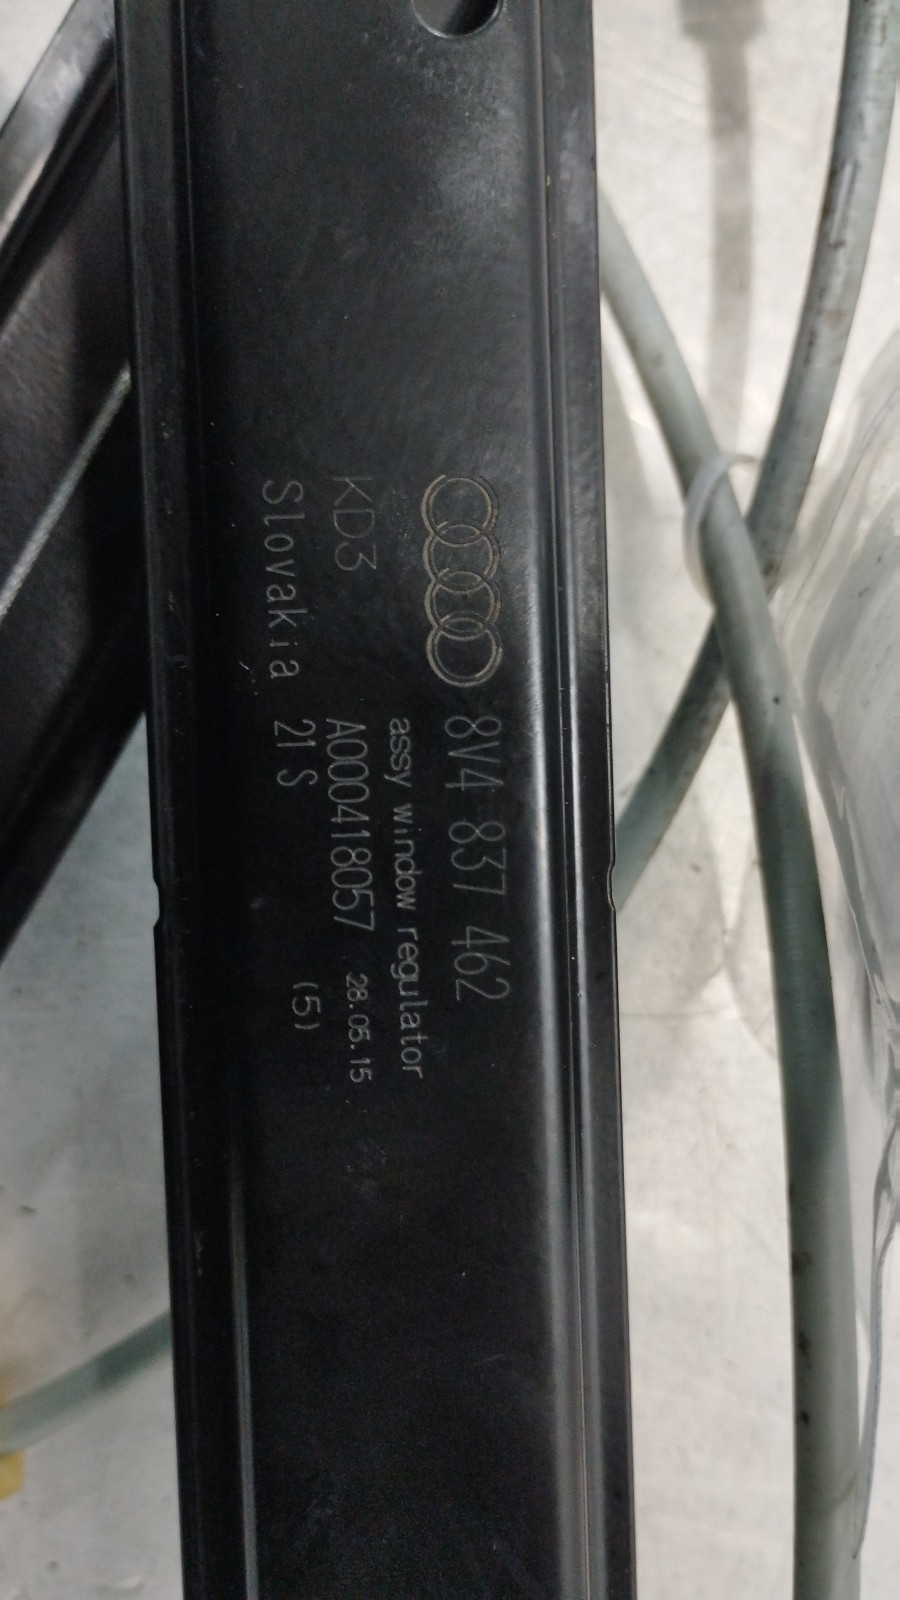 8V4 837 462
assy window regulator
KD3 A000418057 28.05.15
Slovakia 21 S (5)